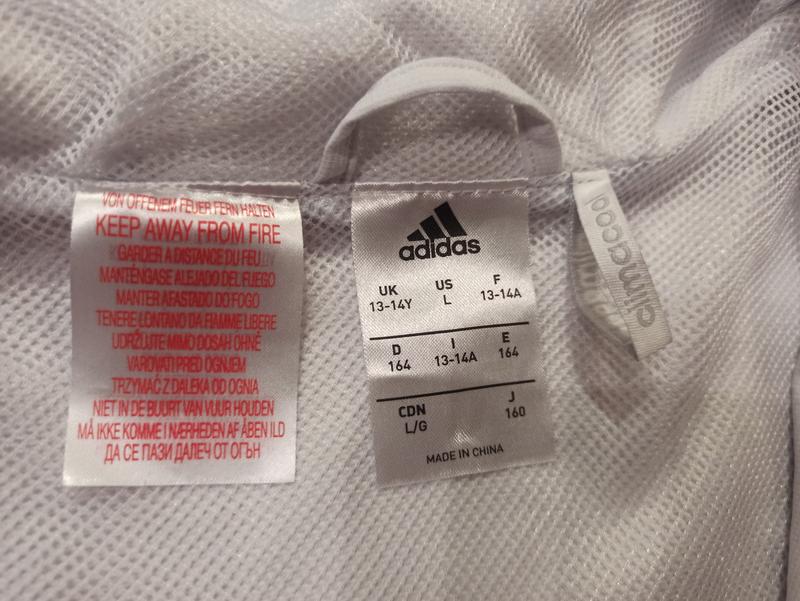 VON OFFENEM FEUER FERN HALTEN
KEEP AWAY FROM FIRE
GARDER A DISTANCE DU FEU
MANTÉNGASE ALEJADO DEL FUEGO
MANTER AFASTADO DO FOGO
TENERE LONTANO DA FIAMME LIBERE
UDRŽUJTE MIMO DOSAH OHNĚ
VAROVATI PRED OGNJEM
TRZYMAĆ Z DALEKA OD OGNIA
NIET IN DE BUURT VAN VUUR HOUDEN
MÅ IKKE KOMME I NÆRHEDEN AF ÅBEN ILD
ДА СЕ ПАЗИ ДАЛЕЧ ОТ ОГЪН
adidas
UK US F
13-14Y L 13-14A
D I E
164 13-14A 164
CDN J
L/G 160
MADE IN CHINA
climacool